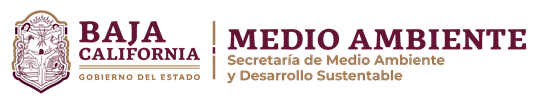 BAJA
CALIFORNIA
GOBIERNO DEL ESTADO
MEDIO AMBIENTE
Secretaría de Medio Ambiente
y Desarrollo Sustentable